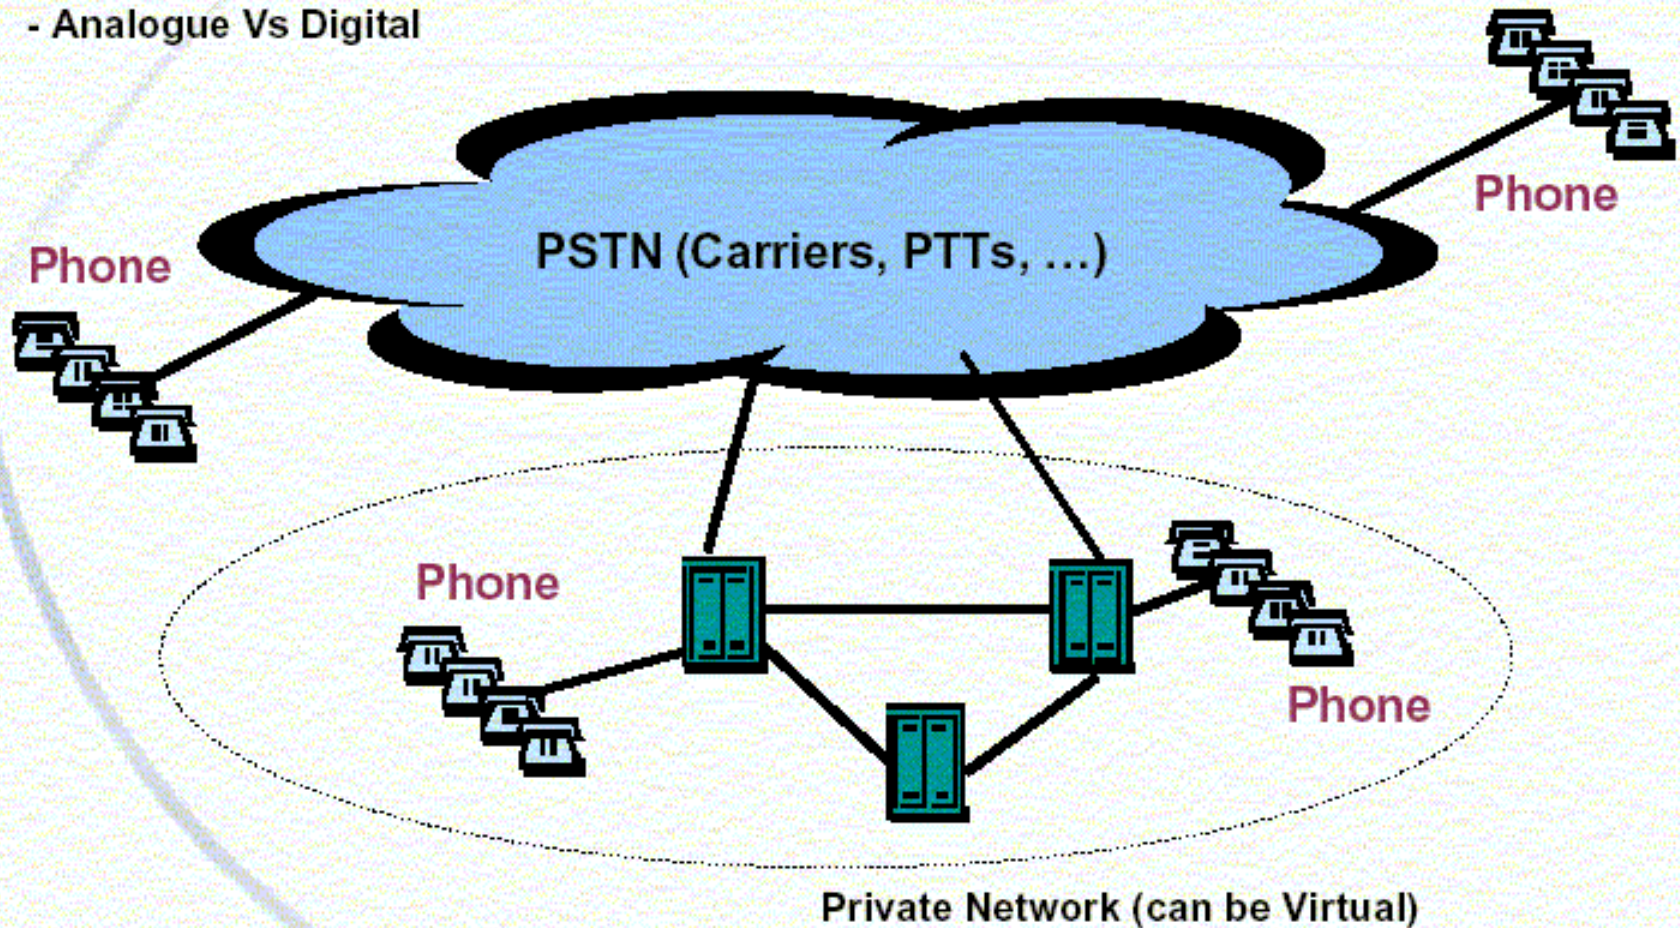 - Analogue Vs Digital
Phone
PSTN (Carriers, PTTs, ...)
Phone
Phone
Phone
Private Network (can be Virtual)